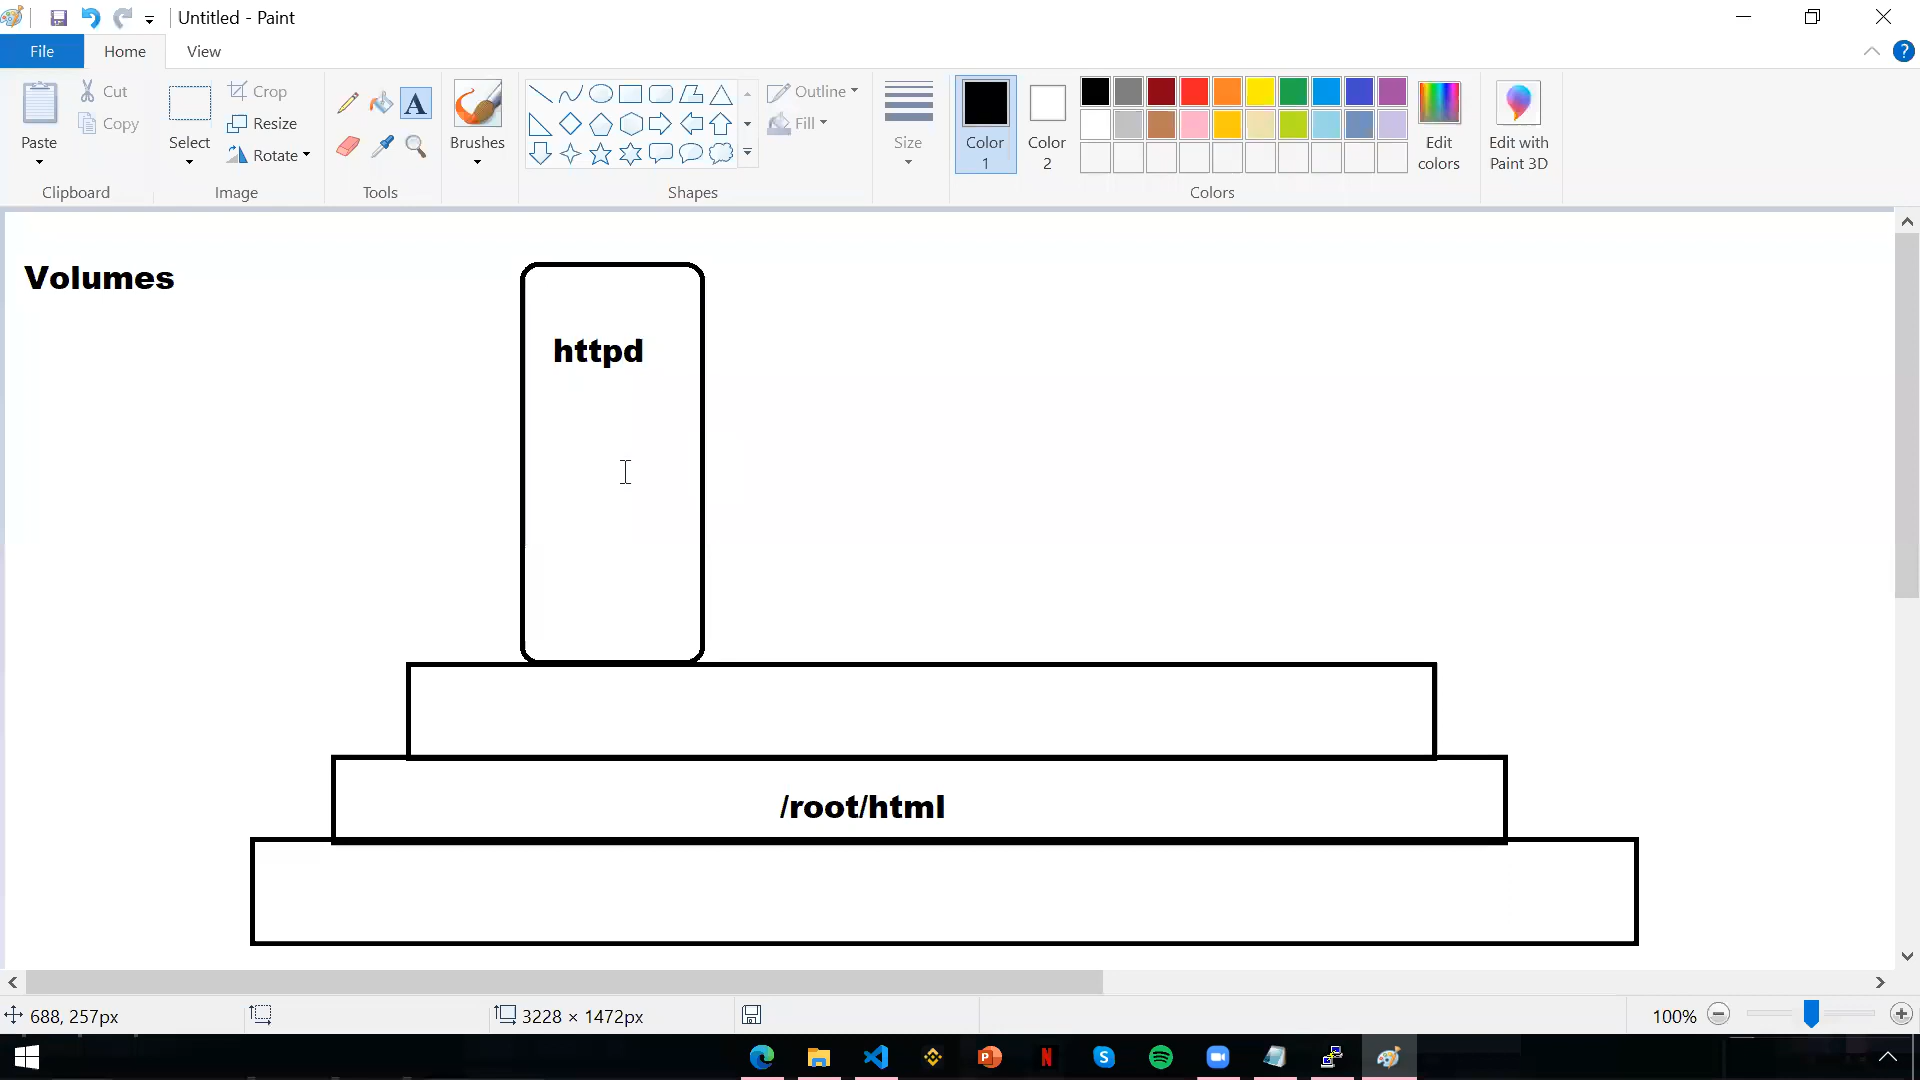 Untitled - Paint
File
Home
View
Paste
Cut
Copy
Clipboard
Select
Crop
Resize
Rotate
Image
A
Tools
Brushes
Shapes
Outline
Fill
Size
Color
1
Color
2
Edit
colors
Colors
Edit with
Paint 3D
?
Volumes
httpd
/root/html
688, 257px
3228 × 1472px
100%